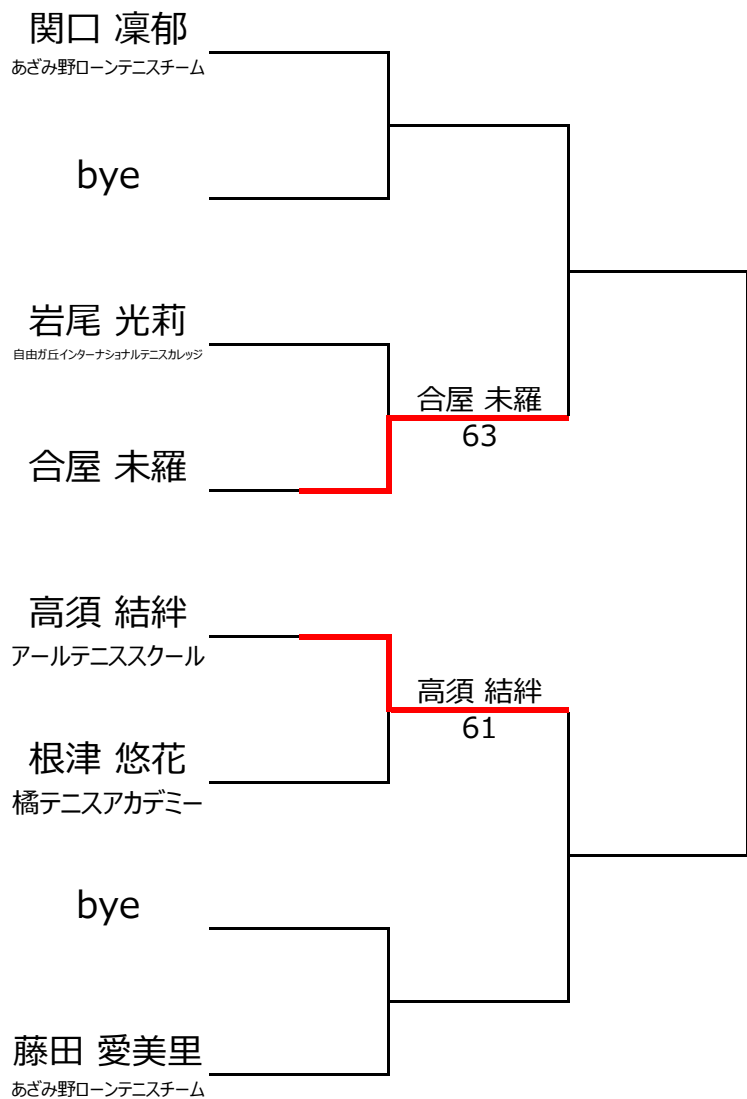 関口 凜郁
あざみ野ローンテニスチーム
bye
岩尾 光莉
自由ガ丘インターナショナルテニスカレッジ
合屋 未羅
63
合屋 未羅
高須 結絆
アールテニススクール
高須 結絆
61
根津 悠花
橘テニスアカデミー
bye
藤田 愛美里
あざみ野ローンテニスチーム